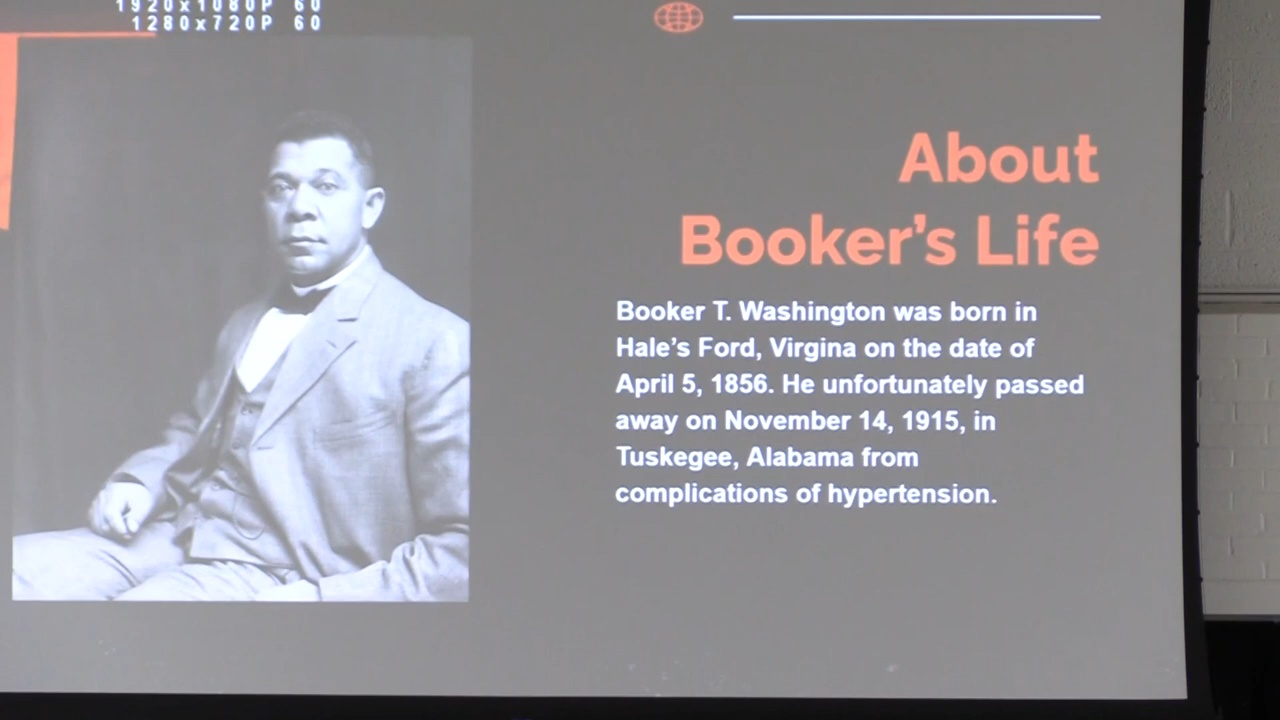 1920x1080P 60
1280x720P 60
About
Booker's Life
Booker T. Washington was born in
Hale's Ford, Virgina on the date of
April 5, 1856. He unfortunately passed
away on November 14, 1915, in
Tuskegee, Alabama from
complications of hypertension.